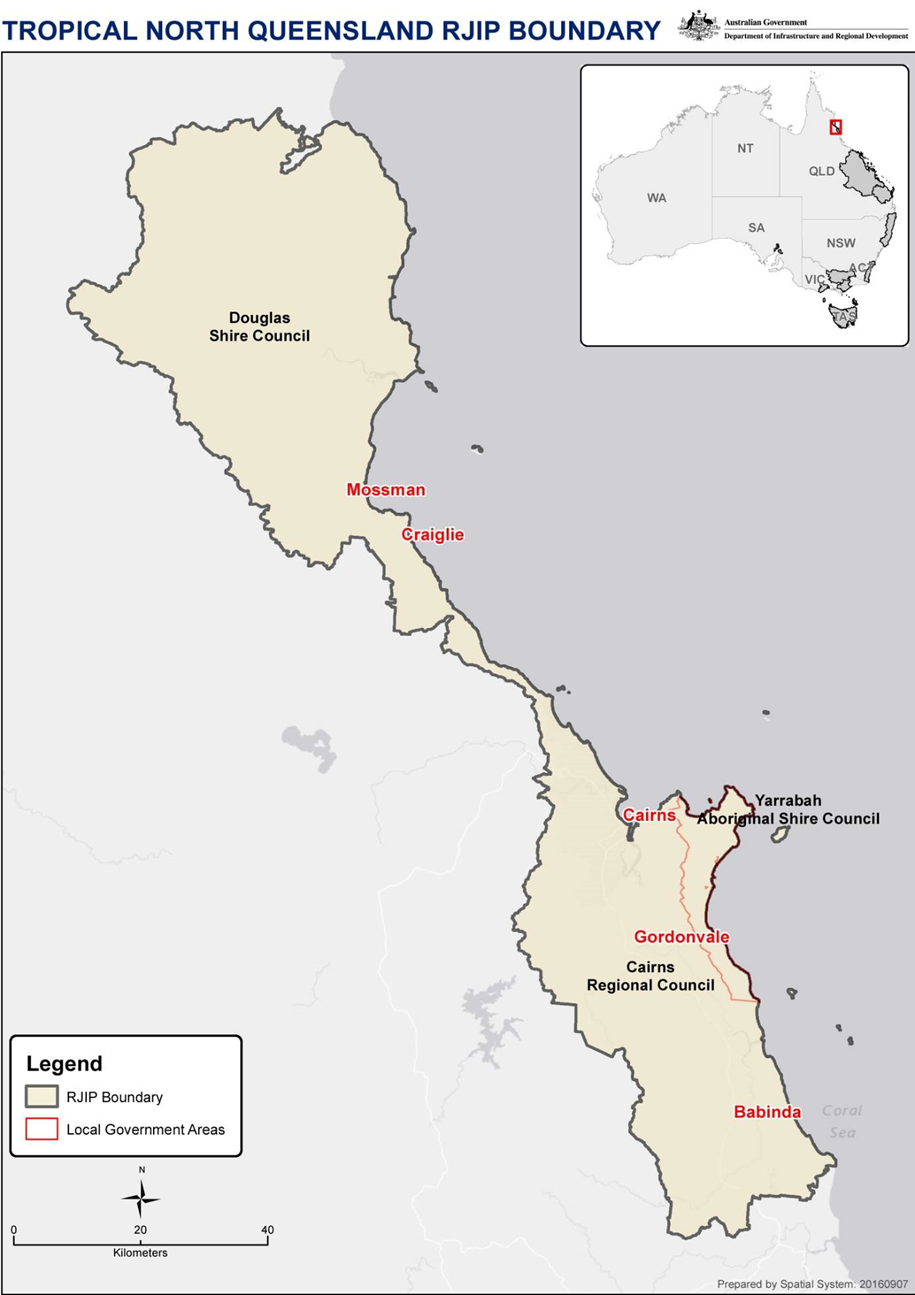 TROPICAL NORTH QUEENSLAND RJIP BOUNDARY
Australian Government
Department of Infrastructure and Regional Development
NT
QLD
WA
SA
NSW
ACT
VIC
TAS
Douglas
Shire Council
Mossman
Craiglie
Yarrabah
Aboriginal Shire Council
Cairns
Gordonvale
Cairns
Regional Council
Babinda
Coral
Sea
Legend
RJIP Boundary
Local Government Areas
N
0 20 40
Kilometers
Prepared by Spatial System: 20160907